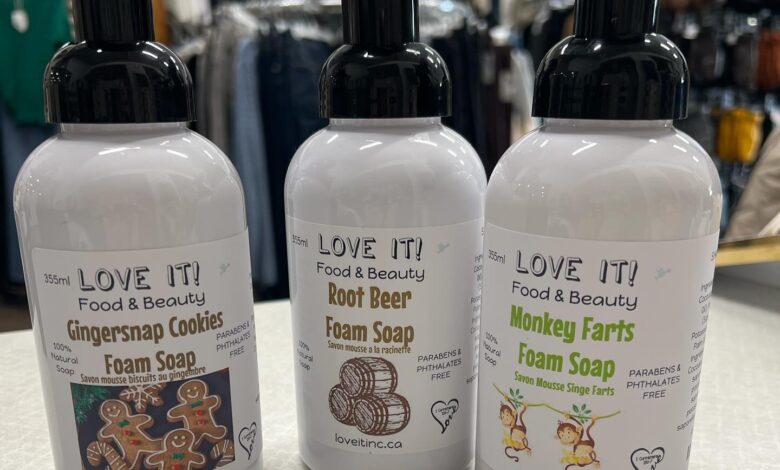 355ml LOVE IT!
Food & Beauty
Gingersnap Cookies
Foam Soap
Savon mousse biscuits au gingembre
100%
Natural
Soap
PARABENS &
PHTHALATES
FREE
355ml LOVE IT!
Food & Beauty
Root Beer
Foam Soap
Savon mousse a la racinette
100%
Natural
Soap
PARABENS &
PHTHALATES
FREE
loveitinc.ca
355ml LOVE IT!
Food & Beauty
Monkey Farts
Foam Soap
Savon Mousse Singe Farts
100%
Natural
Soap
PARABENS &
PHTHALATES
FREE